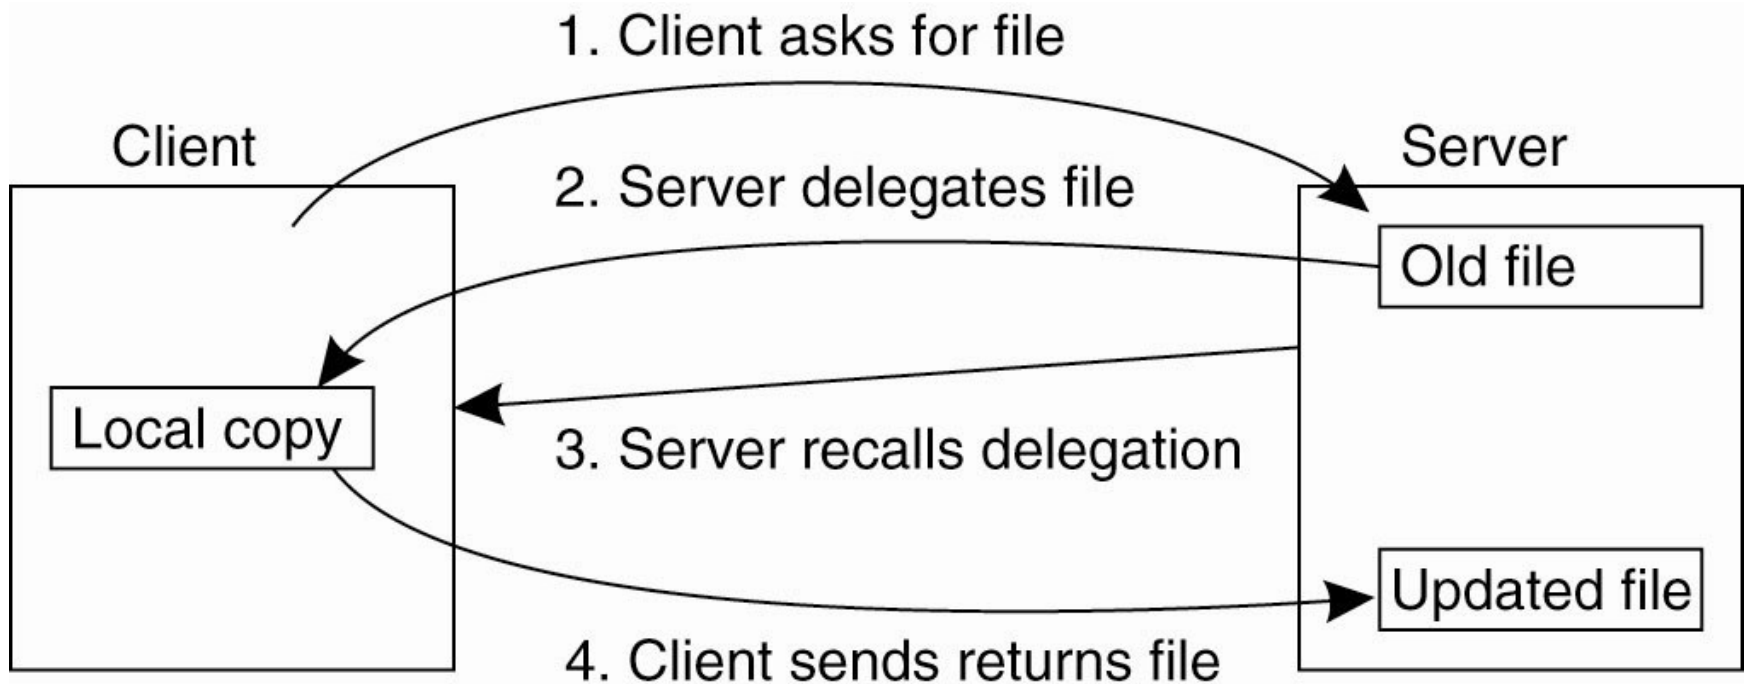 1. Client asks for file
Client
Server
2. Server delegates file
Old file
Local copy
3. Server recalls delegation
Updated file
4. Client sends returns file